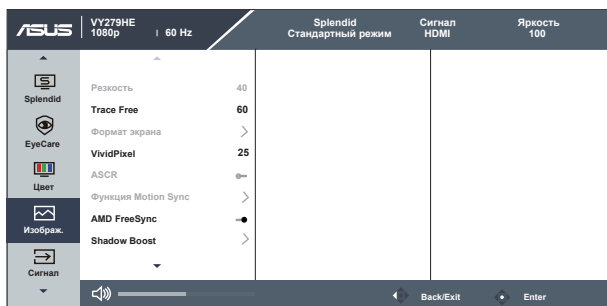 ASUS
VY279HE
1080p 60 Hz
Splendid
Стандартный режим
Сигнал
HDMI
Яркость
100
Splendid
EyeCare
Цвет
Изображ.
Сигнал
Резкость 40
Trace Free 60
Формат экрана
VividPixel 25
ASCR
Функция Motion Sync
AMD FreeSync
Shadow Boost
Back/Exit
Enter